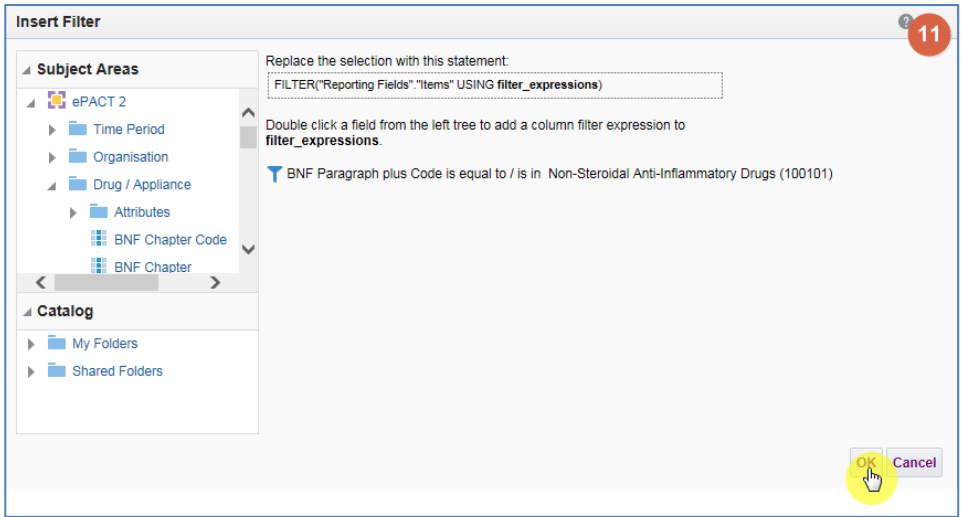 Insert Filter
?
11
Subject Areas
ePACT 2
Time Period
Organisation
Drug / Appliance
Attributes
BNF Chapter Code
BNF Chapter
Catalog
My Folders
Shared Folders
Replace the selection with this statement:
FILTER("Reporting Fields"."Items" USING filter_expressions)
Double click a field from the left tree to add a column filter expression to
filter_expressions.
BNF Paragraph plus Code is equal to / is in Non-Steroidal Anti-Inflammatory Drugs (100101)
OK Cancel